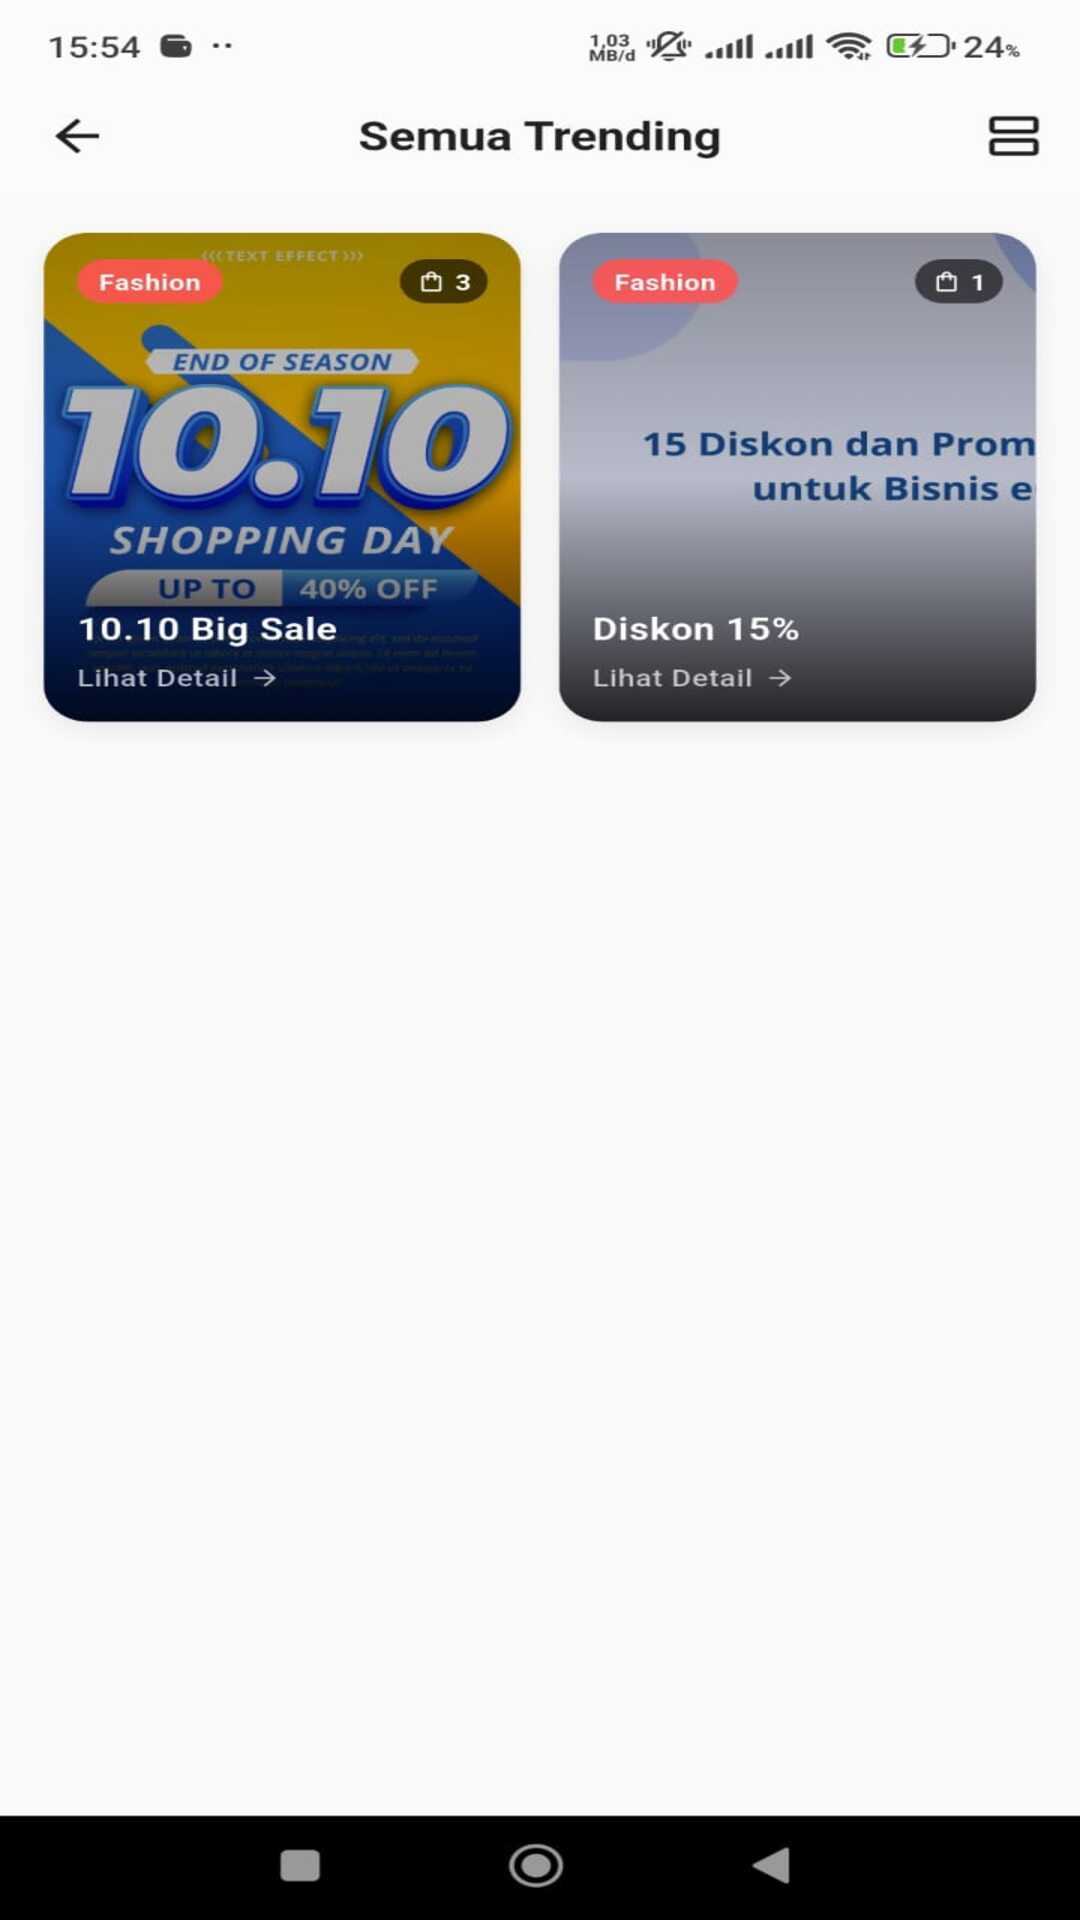 15:54
1,03
MB/d
24%
Semua Trending
‹‹‹TEXT EFFECT›››
Fashion
3
END OF SEASON
10.10
SHOPPING DAY
UP TO 40% OFF
10.10 Big Sale
Lihat Detail →
Fashion
1
15 Diskon dan Prom
untuk Bisnis e
Diskon 15%
Lihat Detail →